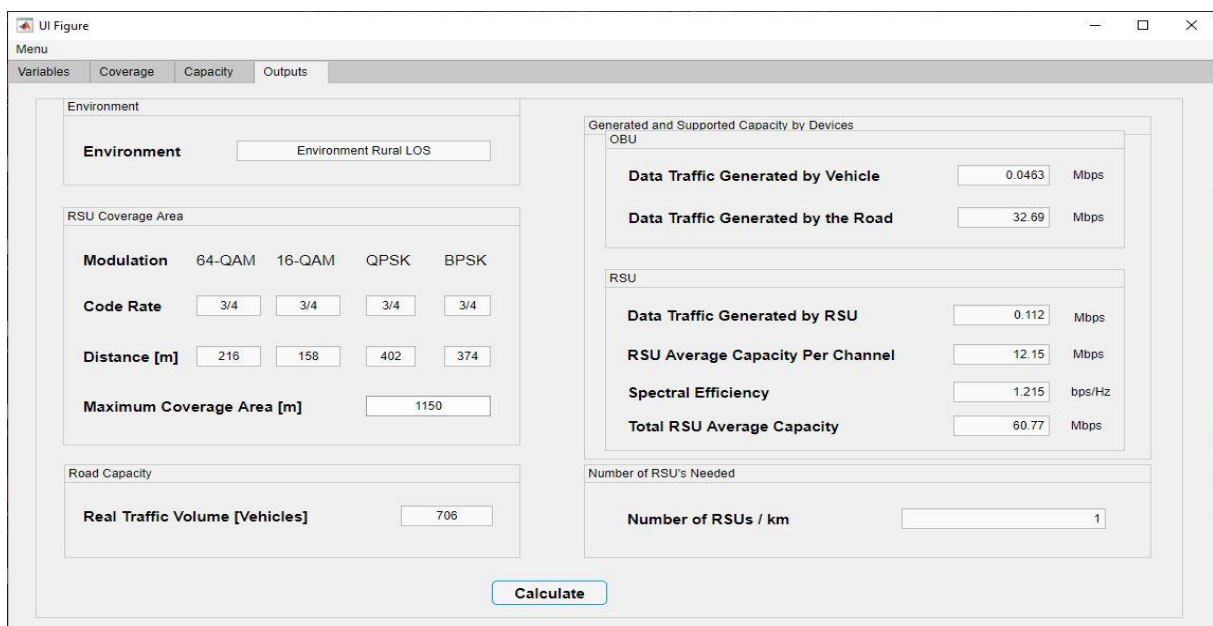 UI Figure
Menu
Variables Coverage Capacity Outputs
Environment
Environment Environment Rural LOS
RSU Coverage Area
Modulation 64-QAM 16-QAM QPSK BPSK
Code Rate 3/4 3/4 3/4 3/4
Distance [m] 216 158 402 374
Maximum Coverage Area [m] 1150
Road Capacity
Real Traffic Volume [Vehicles] 706
Generated and Supported Capacity by Devices
OBU
Data Traffic Generated by Vehicle 0.0463 Mbps
Data Traffic Generated by the Road 32.69 Mbps
RSU
Data Traffic Generated by RSU 0.112 Mbps
RSU Average Capacity Per Channel 12.15 Mbps
Spectral Efficiency 1.215 bps/Hz
Total RSU Average Capacity 60.77 Mbps
Number of RSU's Needed
Number of RSUs / km 1
Calculate